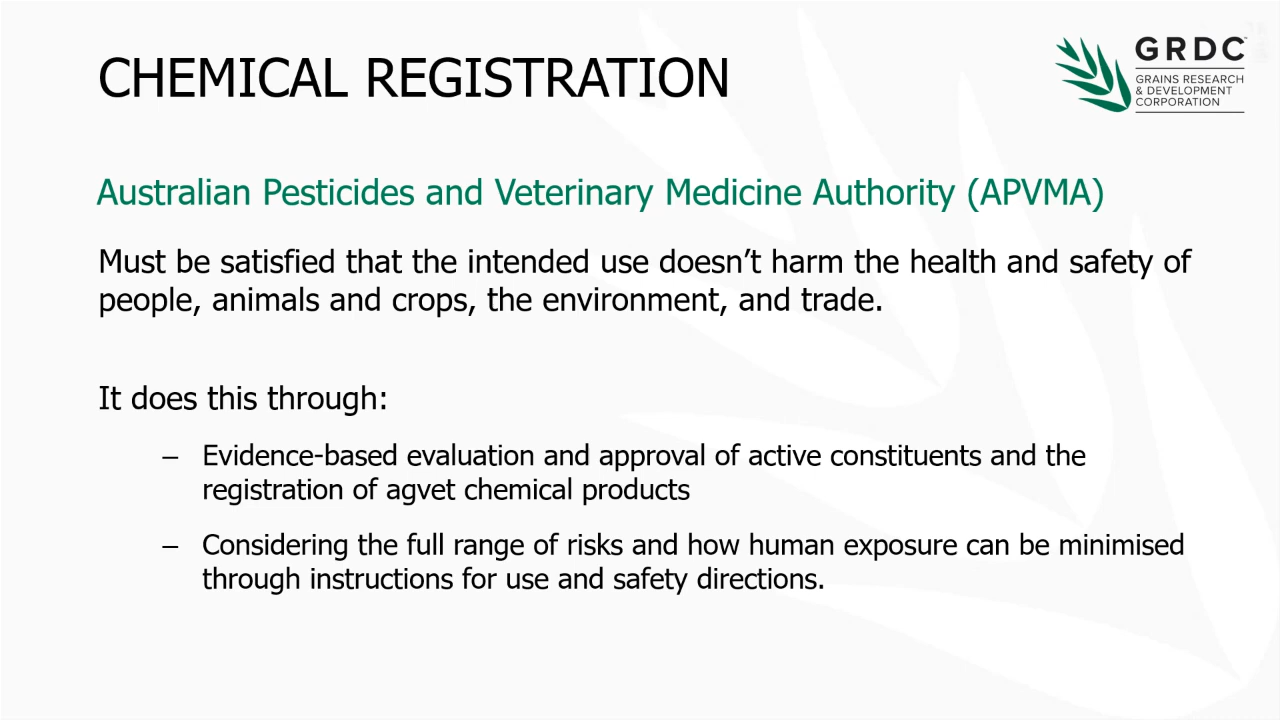 CHEMICAL REGISTRATION
GRDC™
GRAINS RESEARCH
& DEVELOPMENT
CORPORATION
Australian Pesticides and Veterinary Medicine Authority (APVMA)
Must be satisfied that the intended use doesn’t harm the health and safety of
people, animals and crops, the environment, and trade.
It does this through:
– Evidence-based evaluation and approval of active constituents and the
registration of agvet chemical products
– Considering the full range of risks and how human exposure can be minimised
through instructions for use and safety directions.